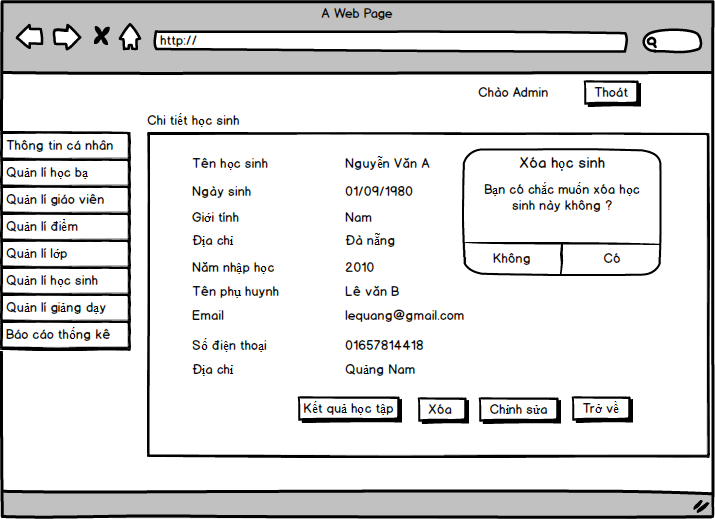 A Web Page
http://
Chào Admin
Thoát
Chi tiết học sinh
Thông tin cá nhân
Quản lí học bạ
Quản lí giáo viên
Quản lí điểm
Quản lí lớp
Quản lí học sinh
Quản lí giảng dạy
Báo cáo thống kê
Tên học sinh Nguyễn Văn A
Ngày sinh 01/09/1980
Giới tính Nam
Địa chỉ Đà nẵng
Năm nhập học 2010
Tên phụ huynh Lê văn B
Email lequang@gmail.com
Số điện thoại 01657814418
Địa chỉ Quảng Nam
Xóa học sinh
Bạn có chắc muốn xóa học
sinh này không ?
Không Có
Kết quả học tập Xóa Chỉnh sửa Trở về